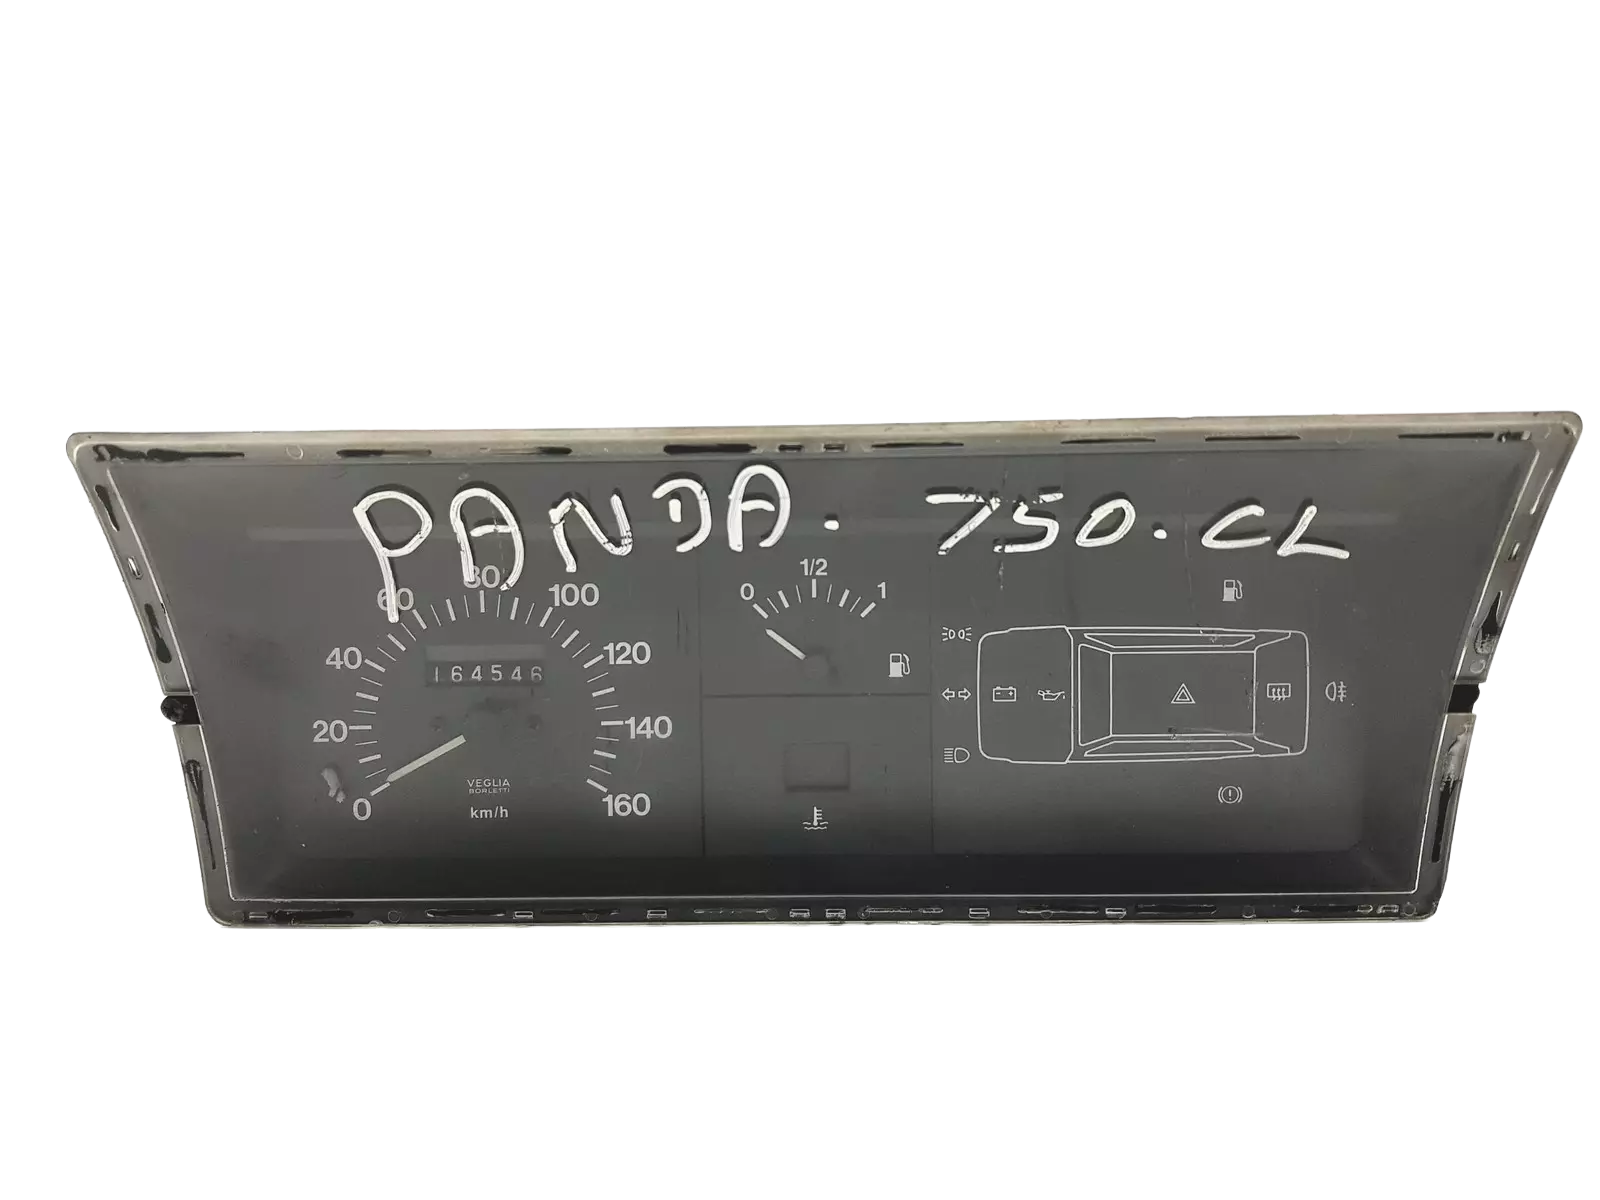 PANDA. 750.CL
0 20 40 60 80 100 120 140 160
164546
VEGLIA
BORLETTI
km/h
0 1/2 1